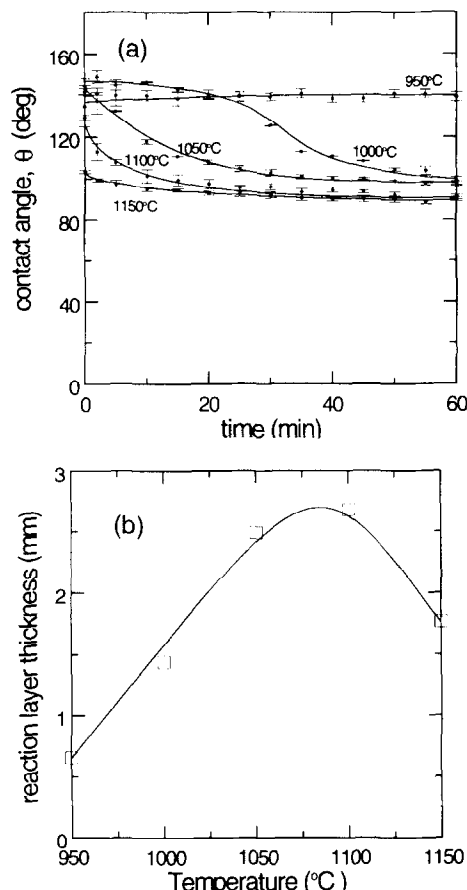 (a)
contact angle, θ (deg)
160
120
80
40
0
950°C
1000°C
1050°C
1100°C
1150°C
0
20
40
60
time (min)
(b)
reaction layer thickness (mm)
3
2
1
0
950
1000
1050
1100
1150
Temperature (°C)